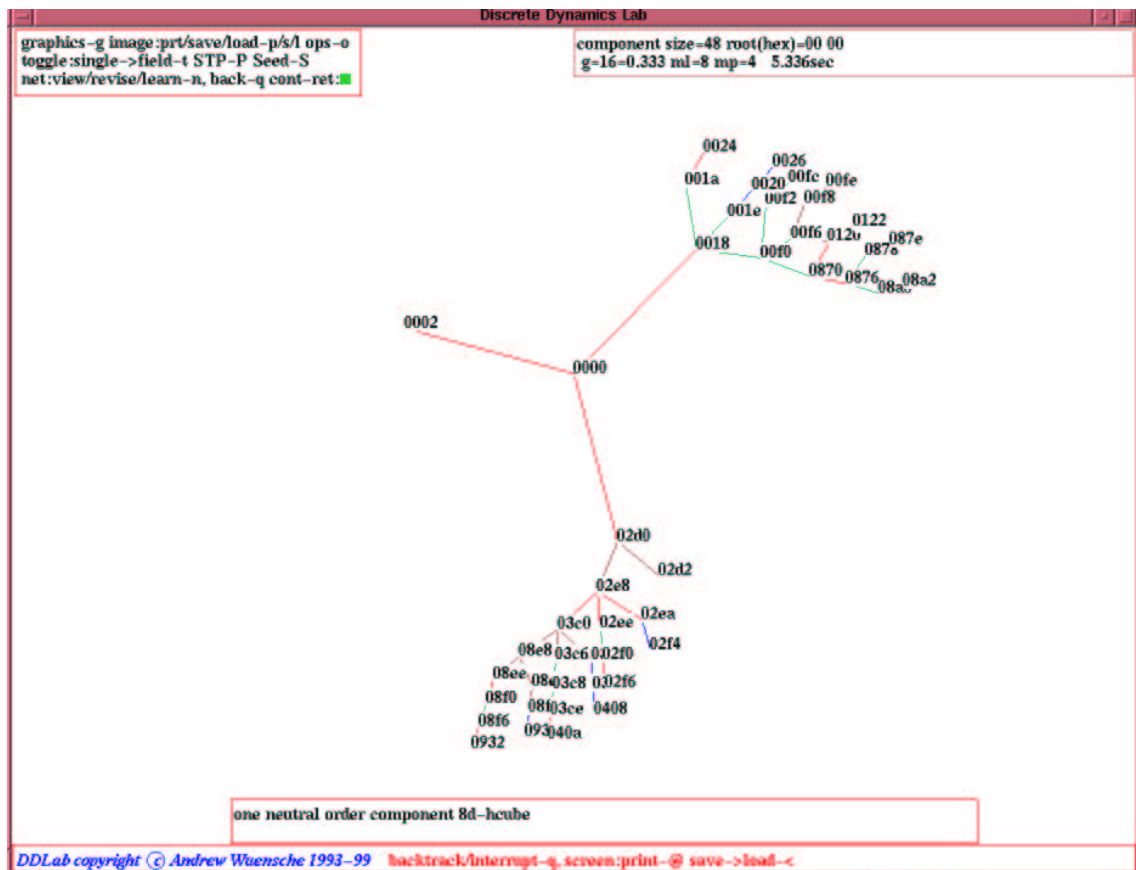 Discrete Dynamics Lab
graphics-g image:prt/save/load-p/s/l ops-o
toggle:single->field-t STP-P Seed-S
net:view/revise/learn-n, back-q cont-ret:
component size=48 root(hex)=00 00
g=16=0.333 ml=8 mp=4 5.336sec
0024
0026
001a
0020
00fc
00fe
00f2
00f8
001e
0122
0018
00f0
00f6
087e
0870
0876
08a2
0002
0000
02d0
02d2
02e8
02ea
03c0
02ee
02f4
08e8
03c6
02f0
08ee
03c8
02f6
08f0
03ce
0408
08f6
040a
0932
one neutral order component 8d-hcube
DDLab copyright © Andrew Wuensche 1993-99
backtrack/interrupt-q, screen:print-@ save->load-<